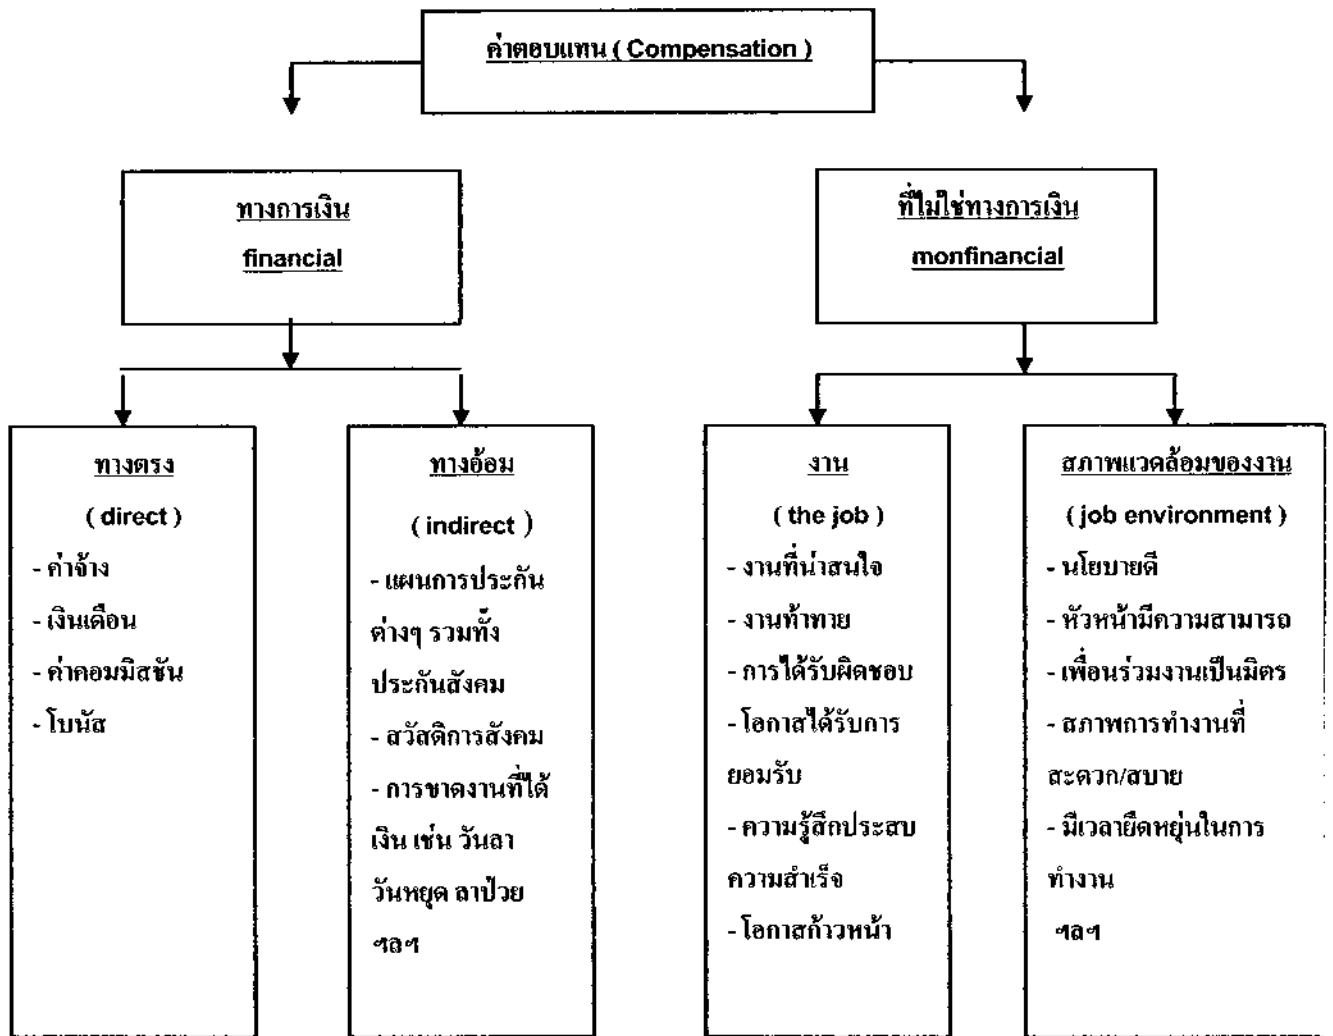 ค่าตอบแทน ( Compensation )
ทางการเงิน
financial
ที่ไม่ใช่ทางการเงิน
monfinancial
ทางตรง
( direct )
- ค่าจ้าง
- เงินเดือน
- ค่าคอมมิสชัน
- โบนัส
ทางอ้อม
( indirect )
- แผนการประกัน
ต่างๆ รวมทั้ง
ประกันสังคม
- สวัสดิการสังคม
- การขาดงานที่ได้
เงิน เช่น วันลา
วันหยุด ลาป่วย
ฯลฯ
งาน
( the job )
- งานที่น่าสนใจ
- งานท้าทาย
- การได้รับผิดชอบ
- โอกาสได้รับการ
ยอมรับ
- ความรู้สึกประสบ
ความสำเร็จ
- โอกาสก้าวหน้า
สภาพแวดล้อมของงาน
( job environment )
- นโยบายดี
- หัวหน้ามีความสามารถ
- เพื่อนร่วมงานเป็นมิตร
- สภาพการทำงานที่
สะดวก/สบาย
- มีเวลายืดหยุ่นในการ
ทำงาน
ฯลฯ